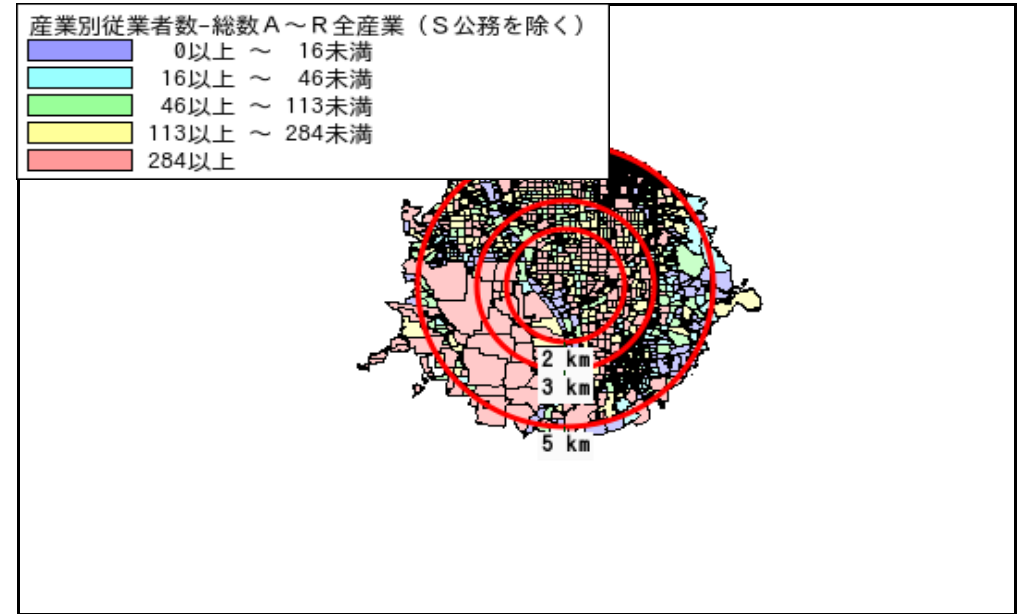 産業別従業者数-総数A～R全産業（S公務を除く）
0以上 ～ 16未満
16以上 ～ 46未満
46以上 ～ 113未満
113以上 ～ 284未満
284以上
2 km
3 km
5 km